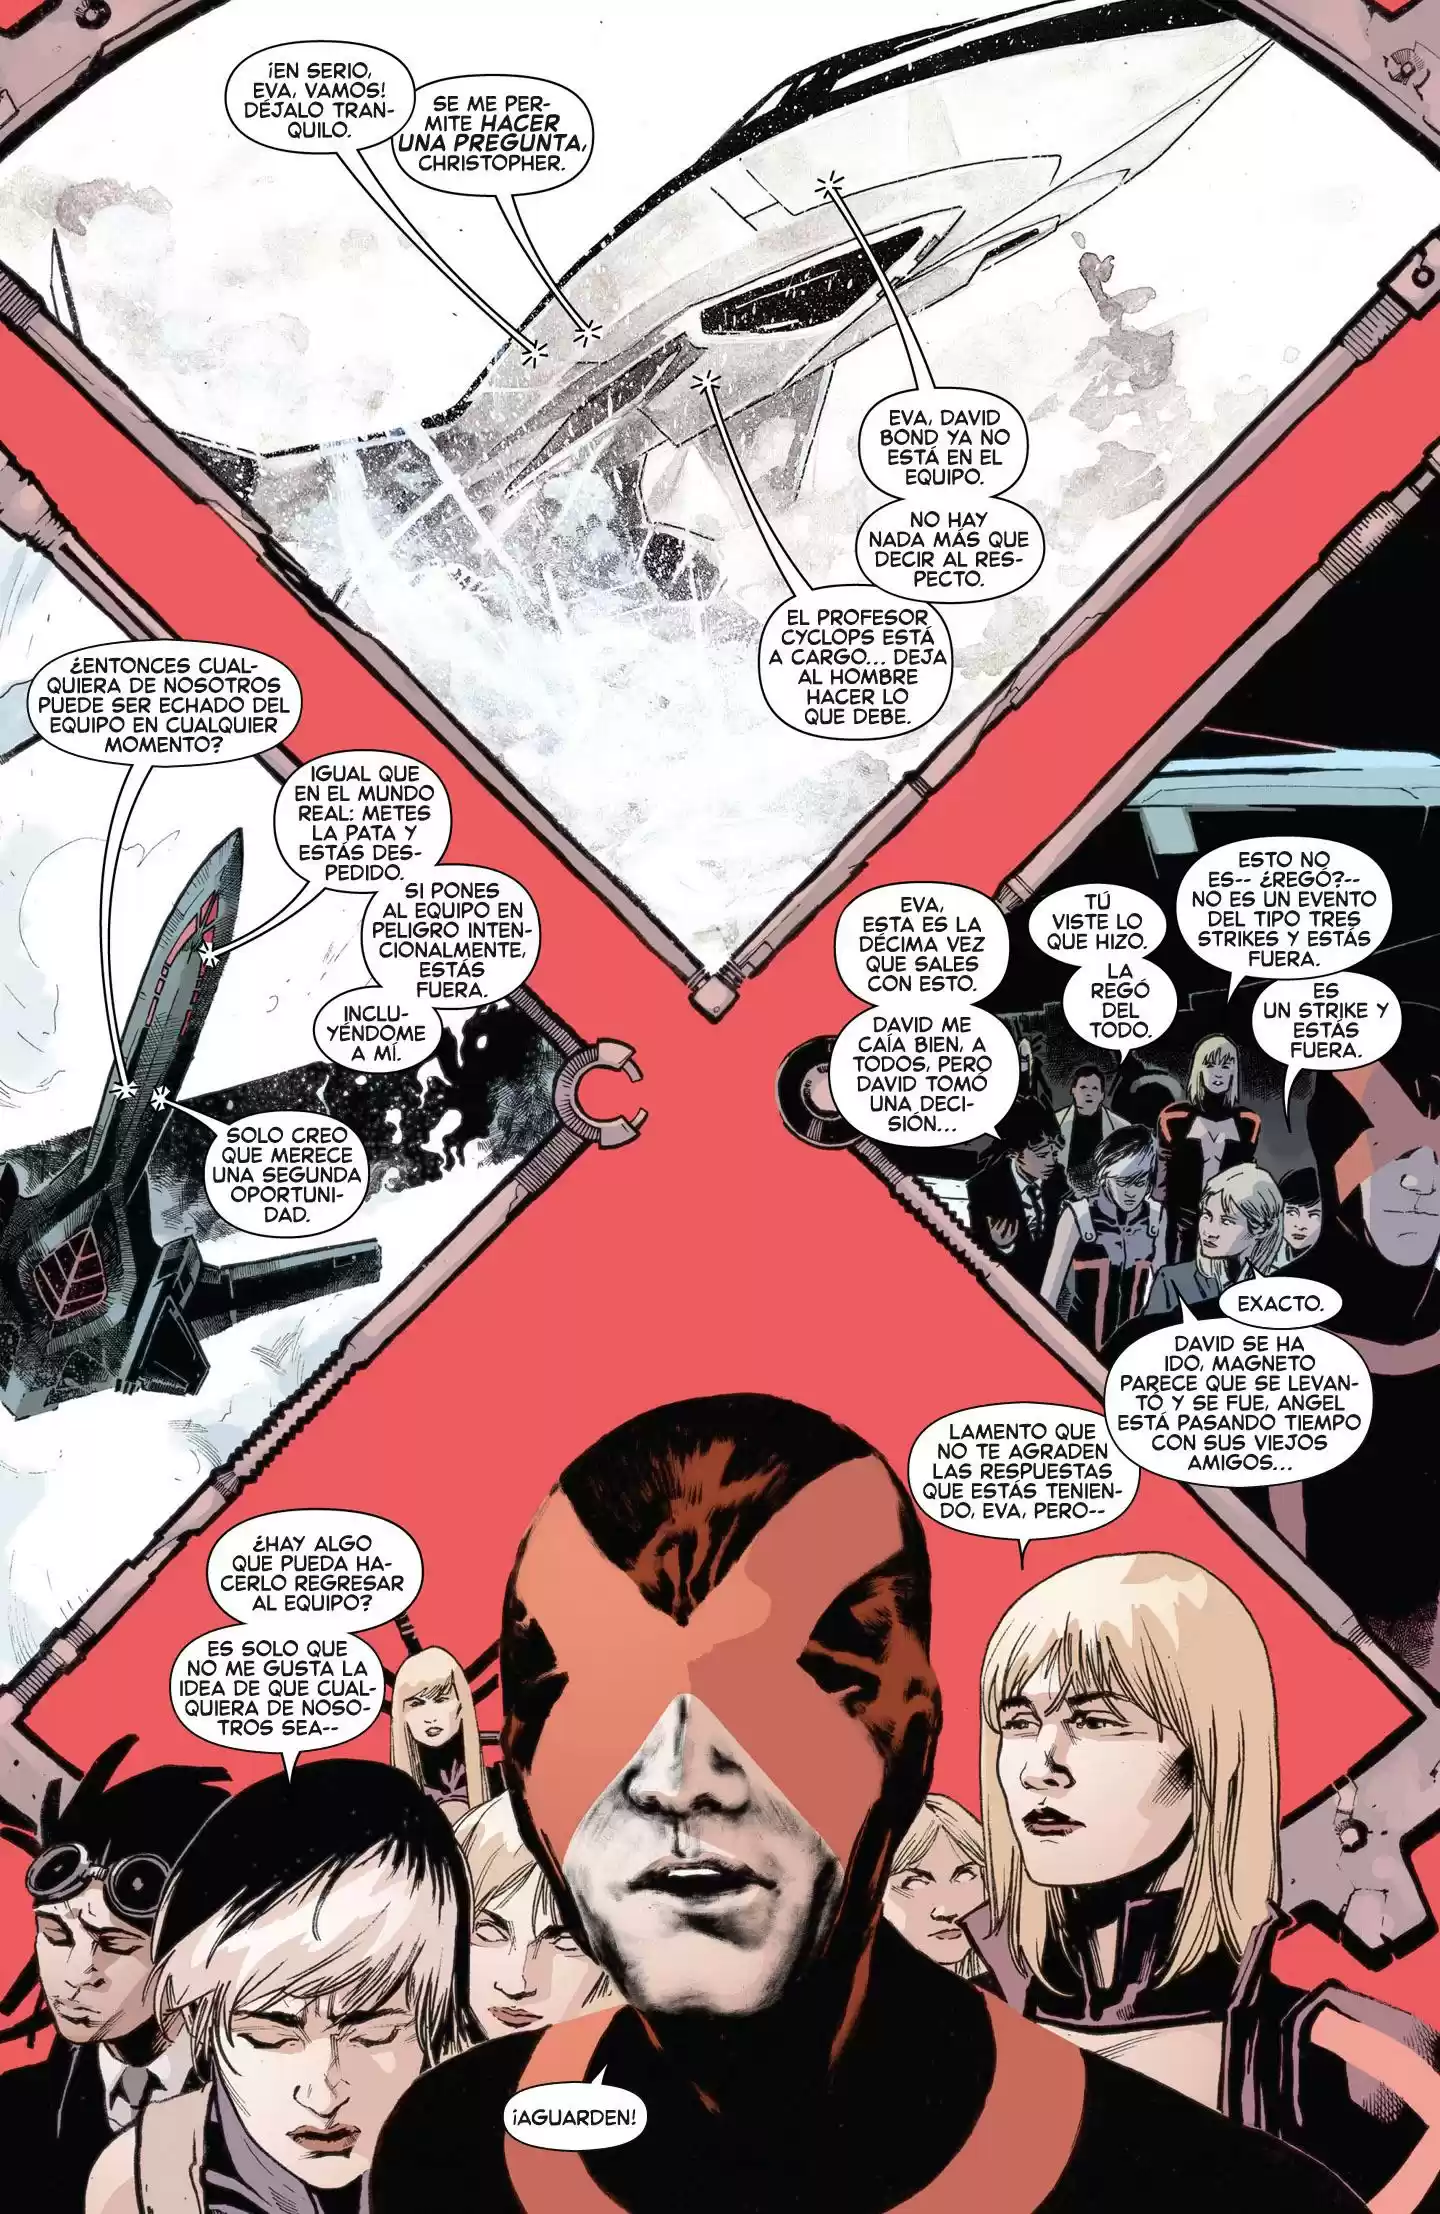 ¡EN SERIO,
EVA, VAMOS!
DÉJALO TRAN-
QUILO.
SE ME PER-
MITE HACER
UNA PREGUNTA,
CHRISTOPHER.
EVA, DAVID
BOND YA NO
ESTÁ EN EL
EQUIPO.
NO HAY
NADA MÁS QUE
DECIR AL RES-
PECTO.
EL PROFESOR
CYCLOPS ESTÁ
A CARGO... DEJA
AL HOMBRE
HACER LO
QUE DEBE.
¿ENTONCES CUAL-
QUIERA DE NOSOTROS
PUEDE SER ECHADO DEL
EQUIPO EN CUALQUIER
MOMENTO?
IGUAL QUE
EN EL MUNDO
REAL: METES
LA PATA Y
ESTÁS DES-
PEDIDO.
SI PONES
AL EQUIPO EN
PELIGRO INTEN-
CIONALMENTE,
ESTÁS
FUERA.
INCLU-
YÉNDOME
A MÍ.
SOLO CREO
QUE MERECE
UNA SEGUNDA
OPORTUNI-
DAD.
EVA,
ESTA ES LA
DÉCIMA VEZ
QUE SALES
CON ESTO.
DAVID ME
CAÍA BIEN, A
TODOS, PERO
DAVID TOMÓ
UNA DECI-
SIÓN...
TÚ
VISTE LO
QUE HIZO.
LA
REGÓ
DEL
TODO.
ESTO NO
ES-- ¿REGÓ?--
NO ES UN EVENTO
DEL TIPO TRES
STRIKES Y ESTÁS
FUERA.
ES
UN STRIKE Y
ESTÁS
FUERA.
EXACTO.
DAVID SE HA
IDO, MAGNETO
PARECE QUE SE LEVAN-
TÓ Y SE FUE, ANGEL
ESTÁ PASANDO TIEMPO
CON SUS VIEJOS
AMIGOS...
LAMENTO QUE
NO TE AGRADEN
LAS RESPUESTAS
QUE ESTÁS TENIEN-
DO, EVA, PERO--
¿HAY ALGO
QUE PUEDA HA-
CERLO REGRESAR
AL EQUIPO?
ES SOLO QUE
NO ME GUSTA LA
IDEA DE QUE CUAL-
QUIERA DE NOSO-
TROS SEA--
¡AGUARDEN!